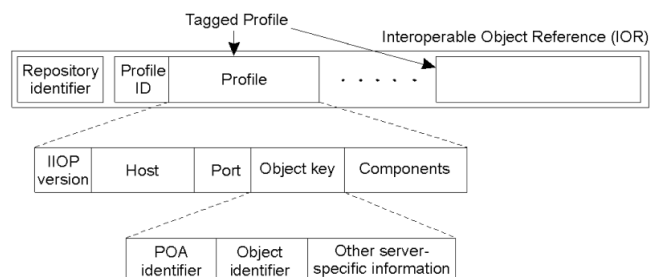 Tagged Profile
Interoperable Object Reference (IOR)
Repository
identifier
Profile
ID
Profile
. . . . .
IIOP
version
Host
Port
Object key
Components
POA
identifier
Object
identifier
Other server-
specific information